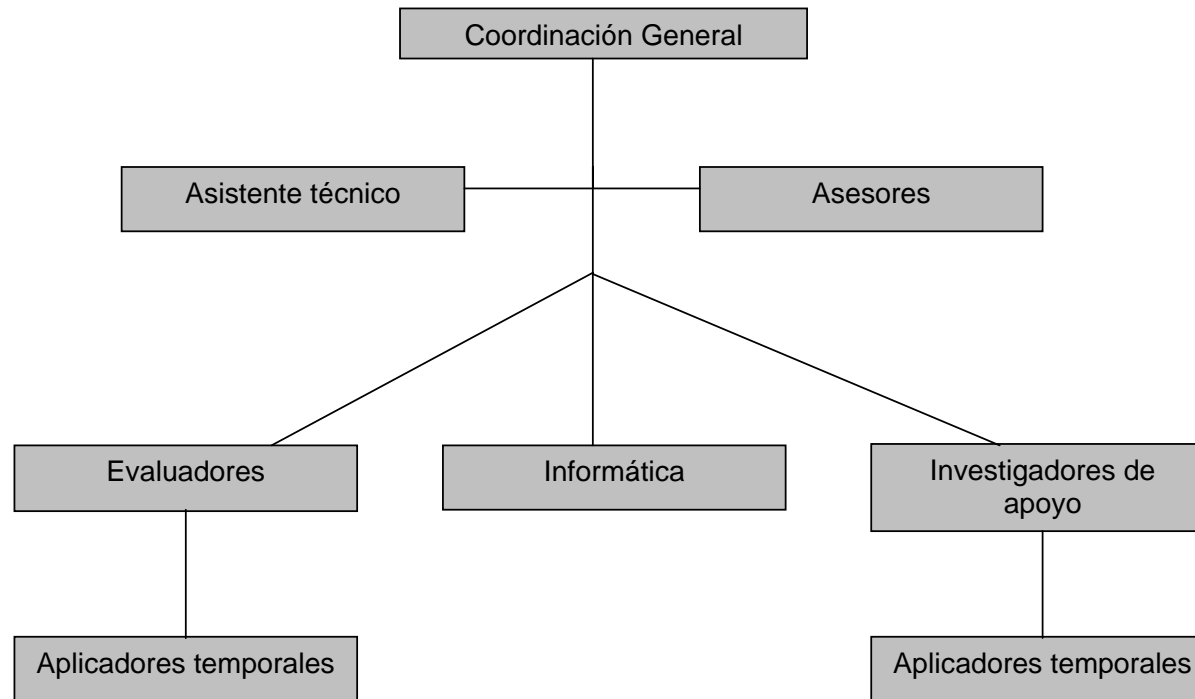 Coordinación General
Asistente técnico
Asesores
Evaluadores
Informática
Investigadores de
apoyo
Aplicadores temporales
Aplicadores temporales